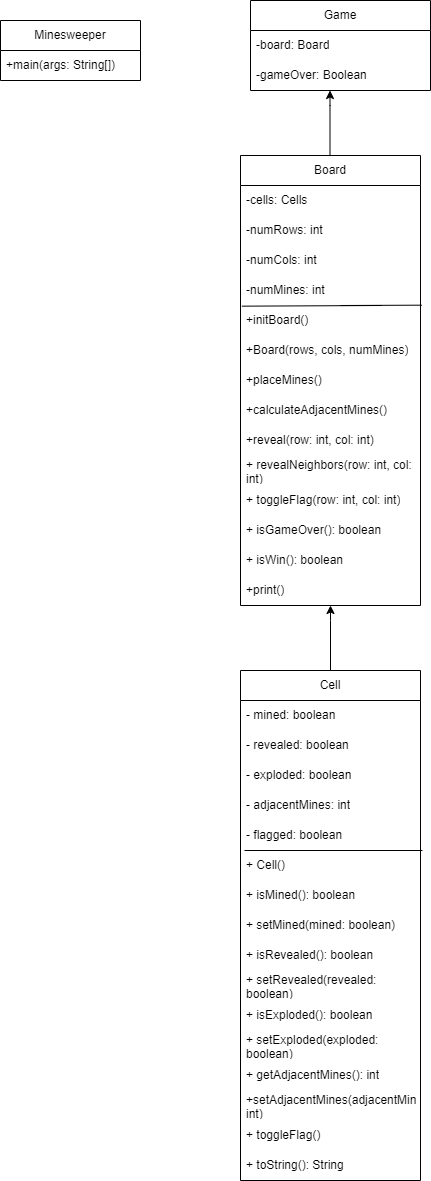 Minesweeper
+main(args: String[])
Game
-board: Board
-gameOver: Boolean
Board
-cells: Cells
-numRows: int
-numCols: int
-numMines: int
+initBoard()
+Board(rows, cols, numMines)
+placeMines()
+calculateAdjacentMines()
+reveal(row: int, col: int)
+ revealNeighbors(row: int, col:
int)
+ toggleFlag(row: int, col: int)
+ isGameOver(): boolean
+ isWin(): boolean
+print()
Cell
- mined: boolean
- revealed: boolean
- exploded: boolean
- adjacentMines: int
- flagged: boolean
+ Cell()
+ isMined(): boolean
+ setMined(mined: boolean)
+ isRevealed(): boolean
+ setRevealed(revealed:
boolean)
+ isExploded(): boolean
+ setExploded(exploded:
boolean)
+ getAdjacentMines(): int
+setAdjacentMines(adjacentMin
int)
+ toggleFlag()
+ toString(): String